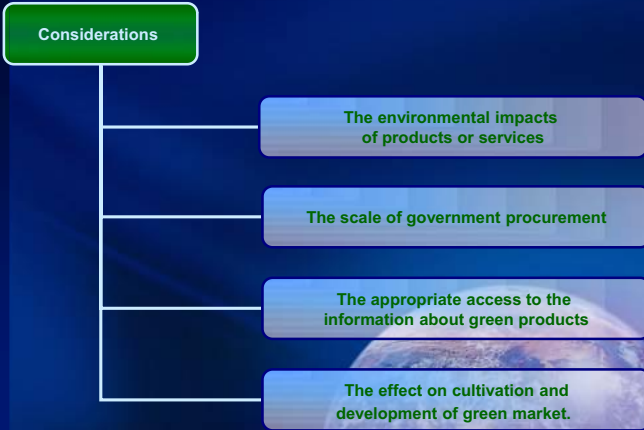 Considerations
The environmental impacts
of products or services
The scale of government procurement
The appropriate access to the
information about green products
The effect on cultivation and
development of green market.